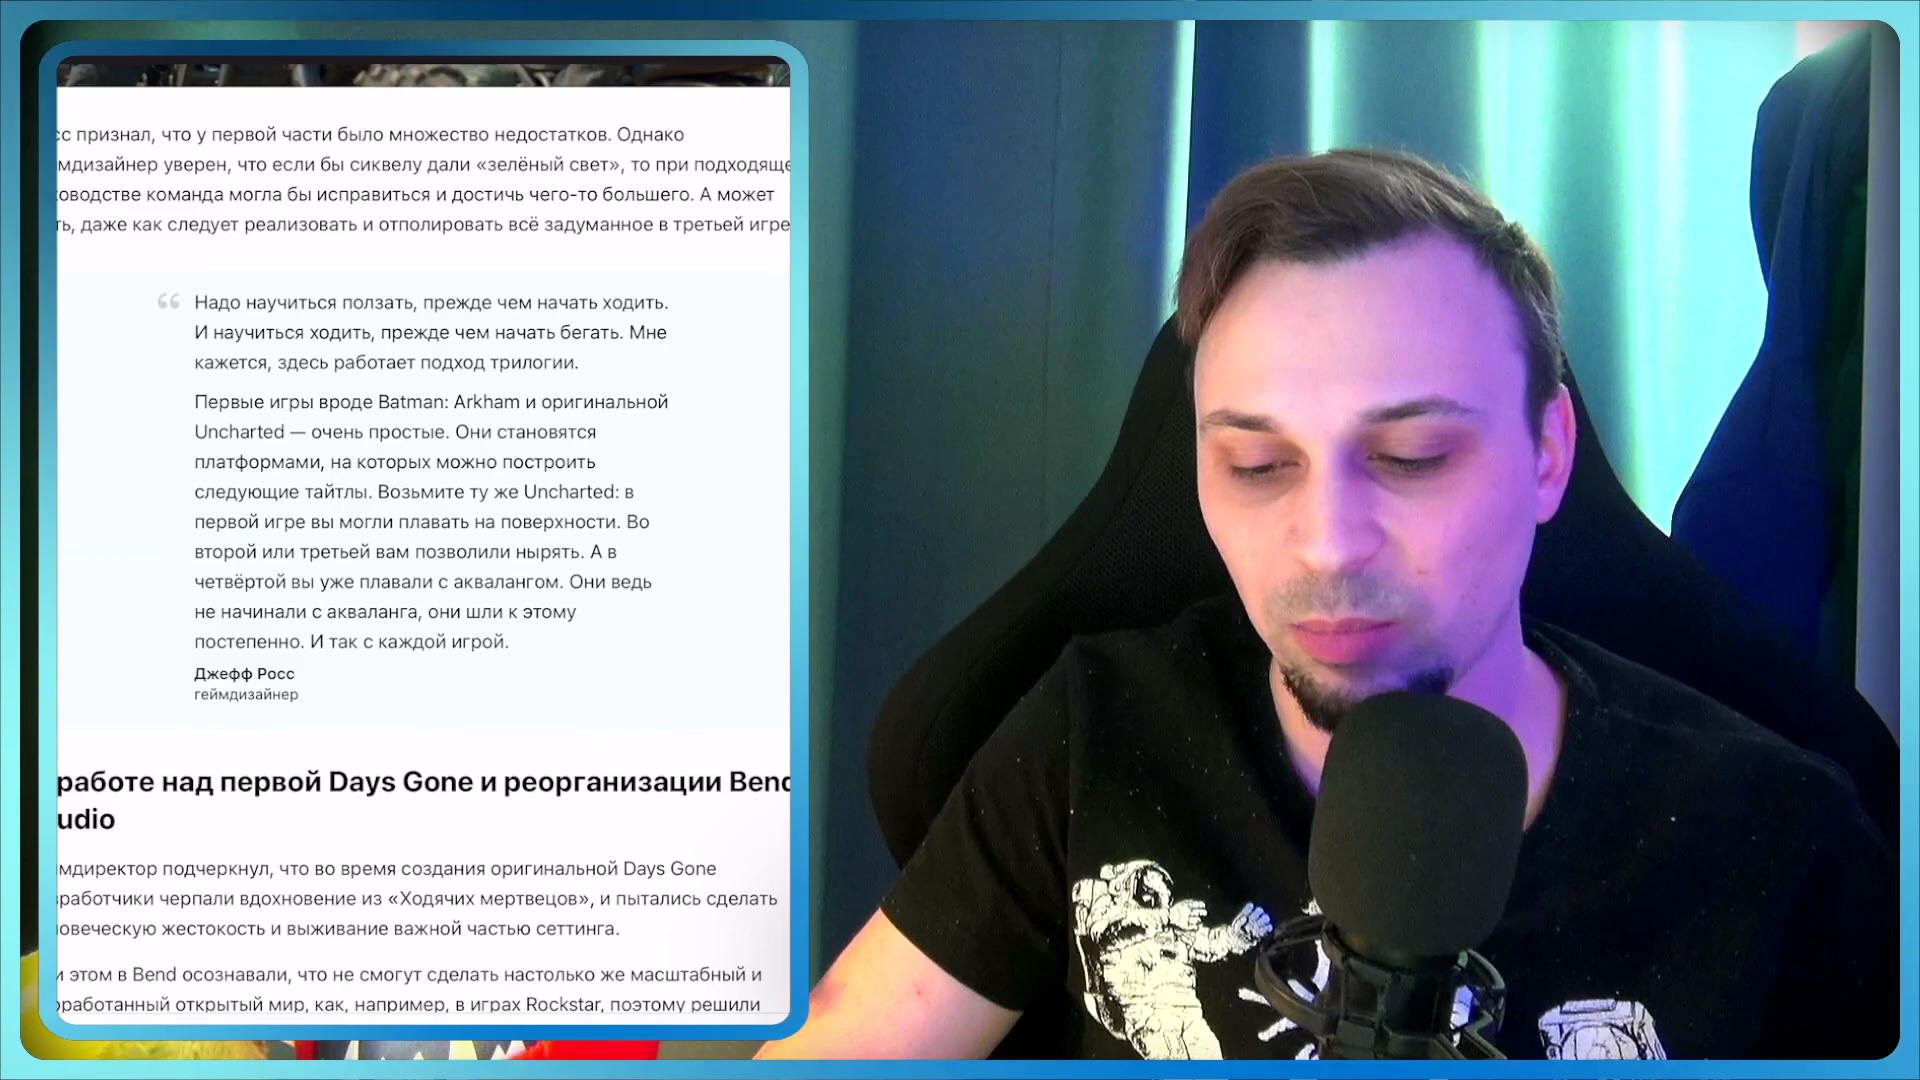 сс признал, что у первой части было множество недостатков. Однако
мдизайнер уверен, что если бы сиквелу дали «зелёный свет», то при подходяще
ководстве команда могла бы исправиться и достичь чего-то большего. А может
ть, даже как следует реализовать и отполировать всё задуманное в третьей игре
Надо научиться ползать, прежде чем начать ходить.
И научиться ходить, прежде чем начать бегать. Мне
кажется, здесь работает подход трилогии.
Первые игры вроде Batman: Arkham и оригинальной
Uncharted — очень простые. Они становятся
платформами, на которых можно построить
следующие тайтлы. Возьмите ту же Uncharted: в
первой игре вы могли плавать на поверхности. Во
второй или третьей вам позволили нырять. А в
четвёртой вы уже плавали с аквалангом. Они ведь
не начинали с акваланга, они шли к этому
постепенно. И так с каждой игрой.
Джефф Росс
геймдизайнер
работе над первой Days Gone и реорганизации Bend
udio
мдиректор подчеркнул, что во время создания оригинальной Days Gone
зработчики черпали вдохновение из «Ходячих мертвецов», и пытались сделать
ловеческую жестокость и выживание важной частью сеттинга.
и этом в Bend осознавали, что не смогут сделать настолько же масштабный и
оработанный открытый мир, как, например, в играх Rockstar, поэтому решили